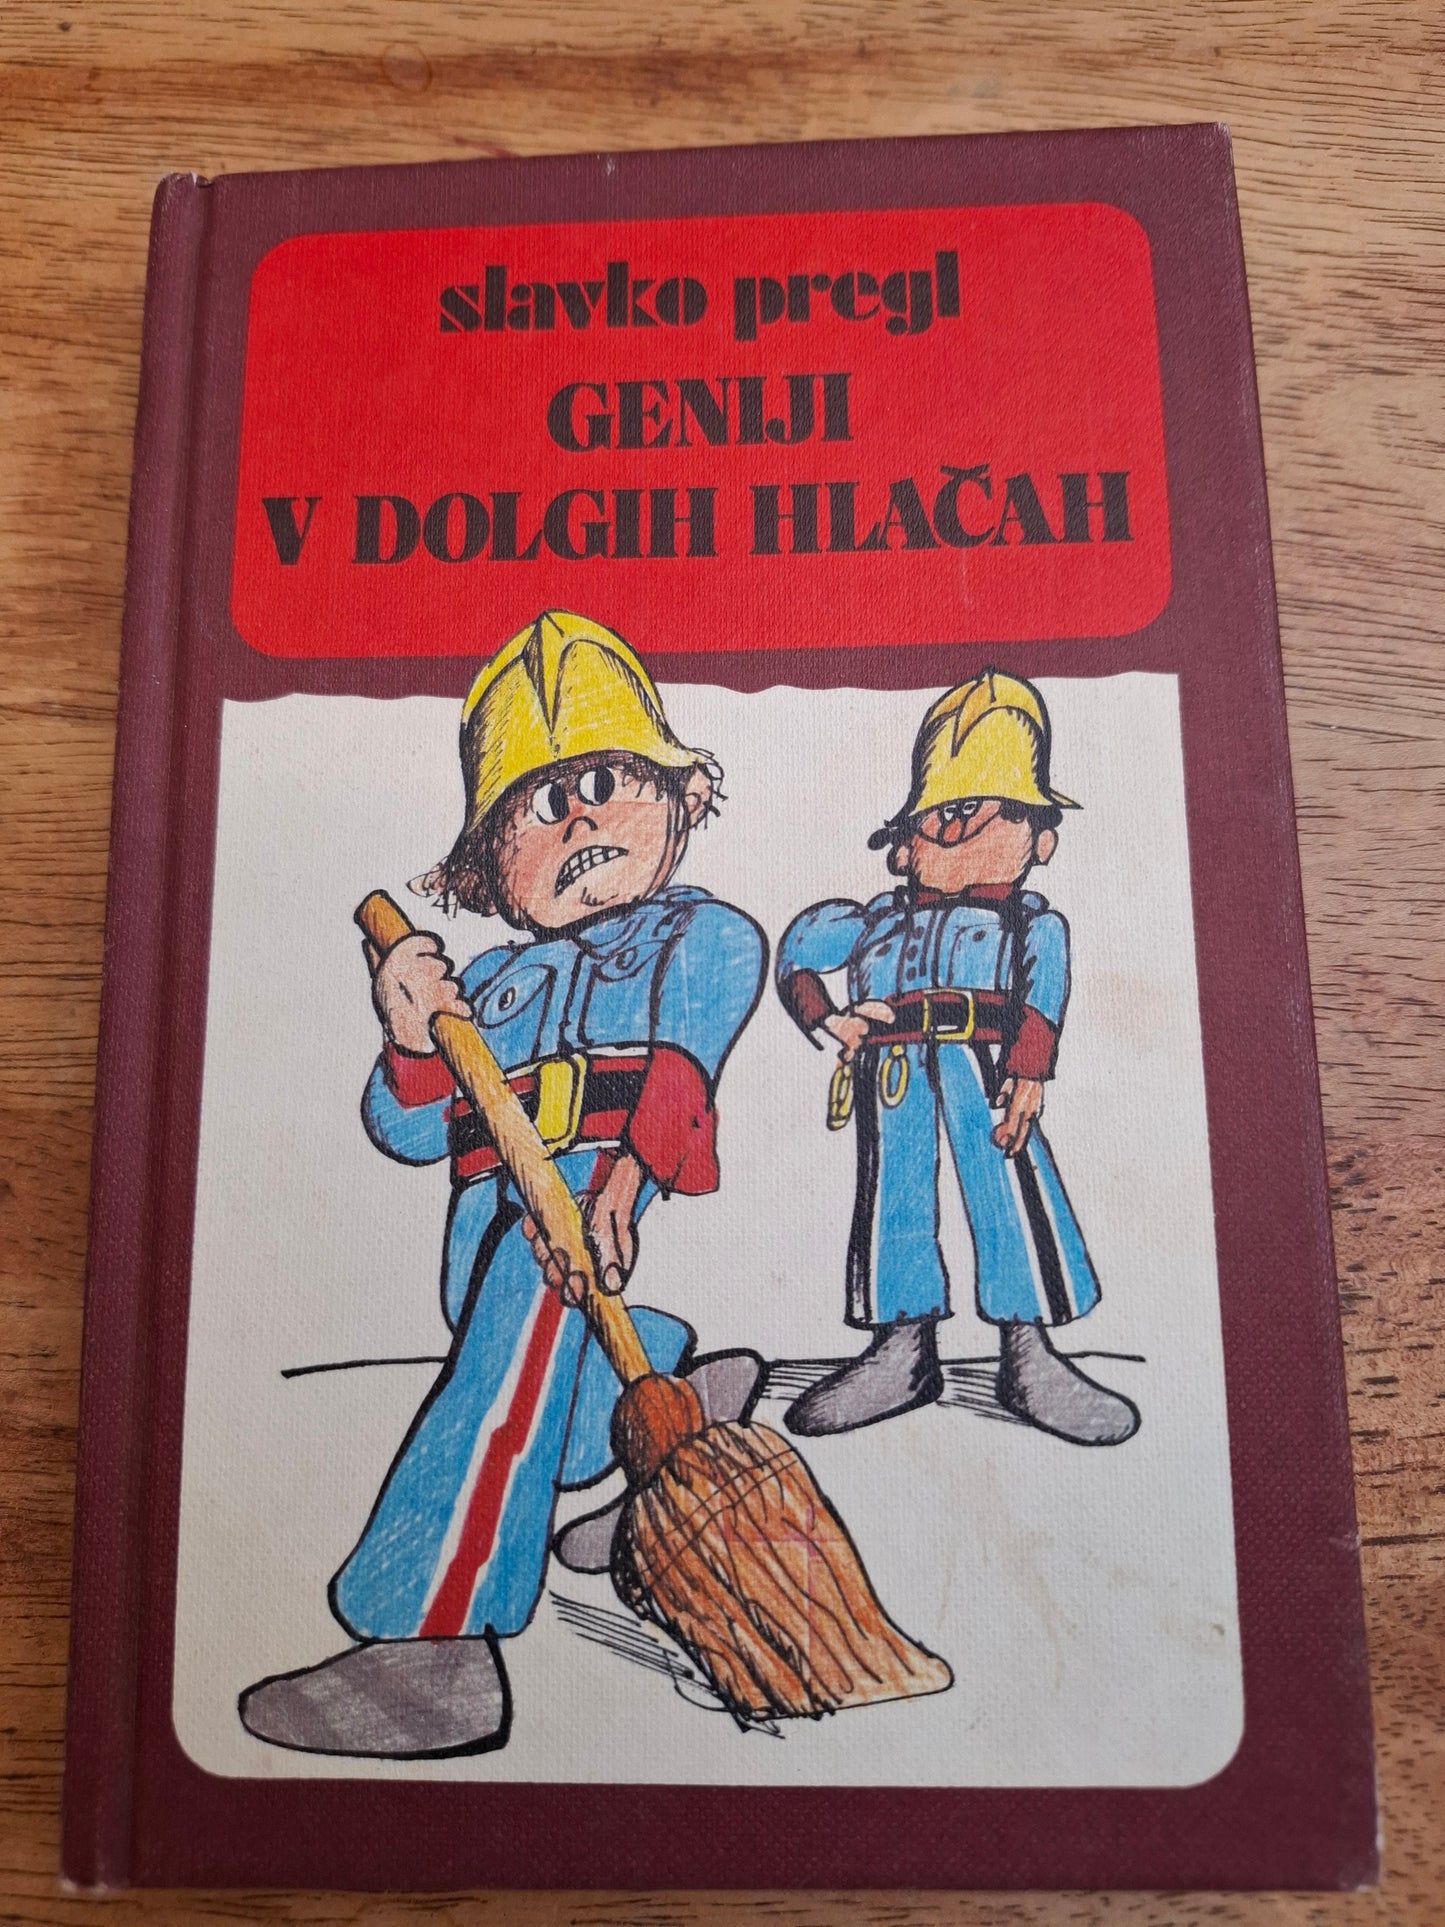 slavko pregl
GENIJI
V DOLGIH HLAČAH